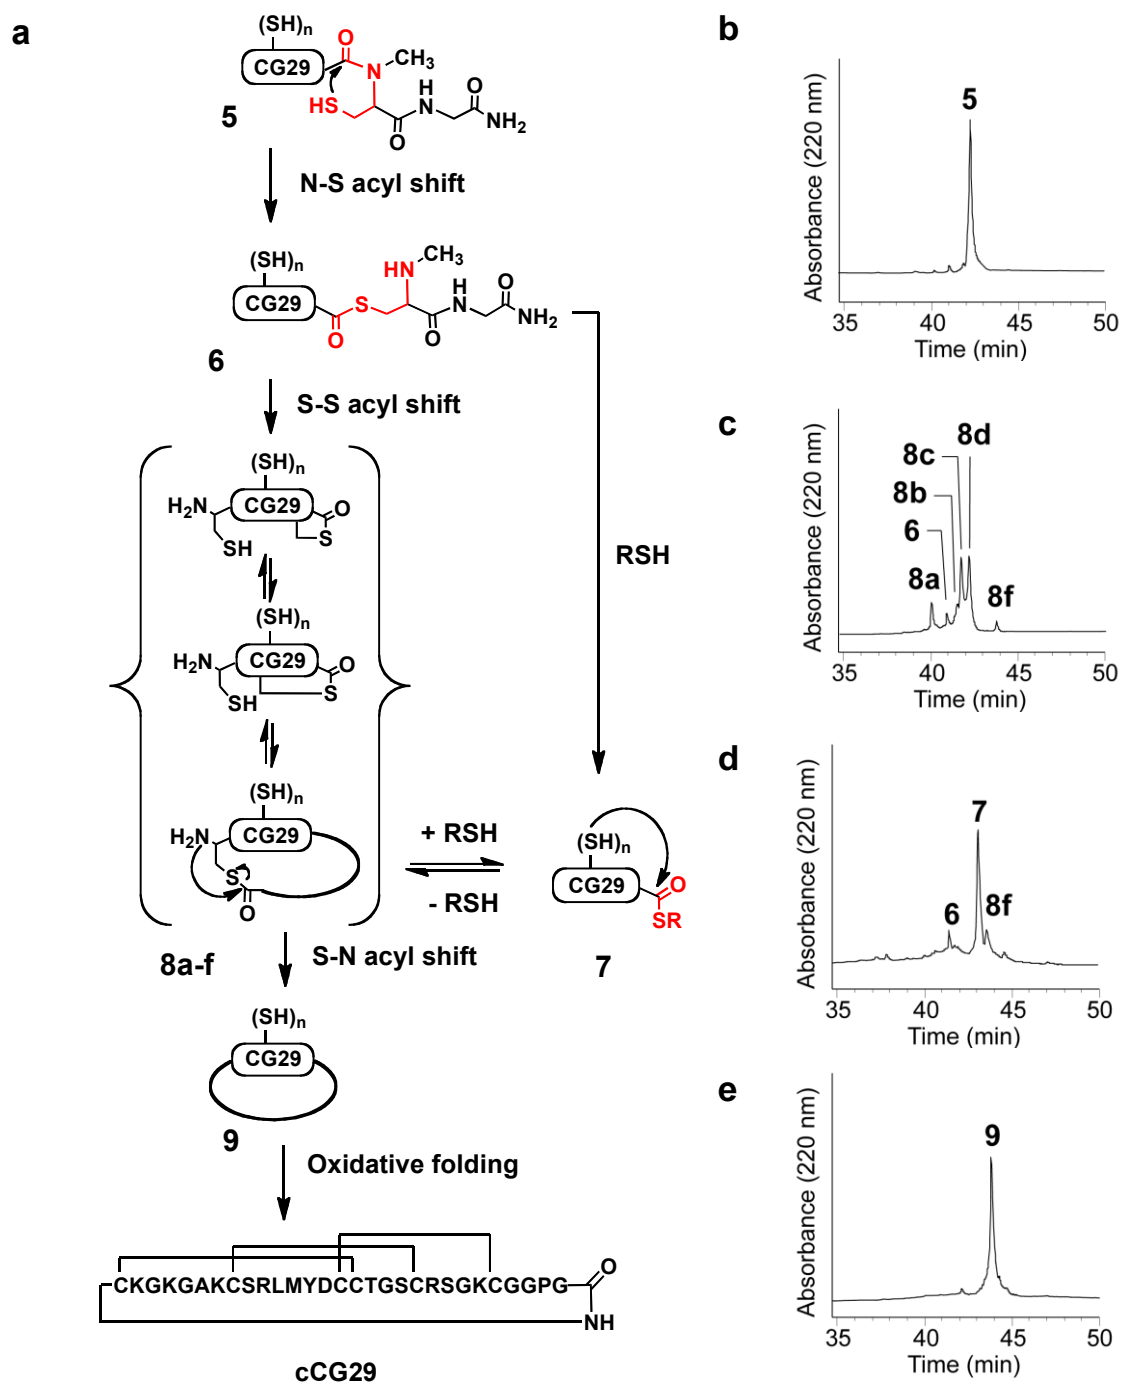 a
(SH)n
CG29
O
N
CH3
HS
H
N
O
O
NH2
5
N-S acyl shift
(SH)n
CG29
HN
CH3
S
O
H
N
O
O
NH2
6
S-S acyl shift
RSH
(SH)n
H2N
CG29
O
S
SH
(SH)n
H2N
CG29
O
S
SH
(SH)n
H2N
CG29
S
O
8a-f
+ RSH
- RSH
(SH)n
CG29
O
SR
7
S-N acyl shift
(SH)n
CG29
9
Oxidative folding
CKGKGAKCSRLMYDCCTGSCRSGKCGGPG
O
NH
cCG29
b
Absorbance (220 nm)
5
35 40 45 50
Time (min)
c
Absorbance (220 nm)
8d
8c
8b
6
8a
8f
35 40 45 50
Time (min)
d
Absorbance (220 nm)
7
6
8f
35 40 45 50
Time (min)
e
Absorbance (220 nm)
9
35 40 45 50
Time (min)